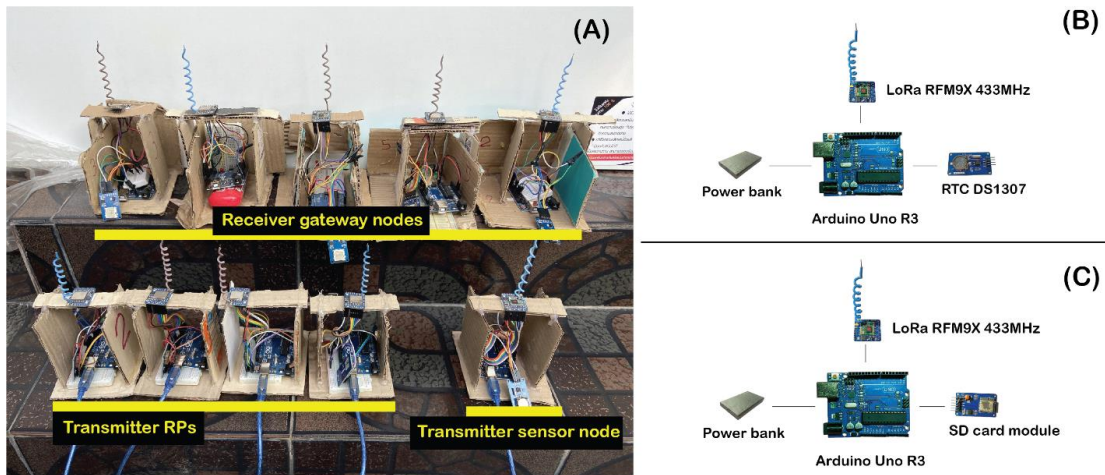 (A)
Receiver gateway nodes
Transmitter RPs
Transmitter sensor node
(B)
LoRa RFM9X 433MHz
Power bank
RTC DS1307
Arduino Uno R3
(C)
LoRa RFM9X 433MHz
Power bank
SD card module
Arduino Uno R3